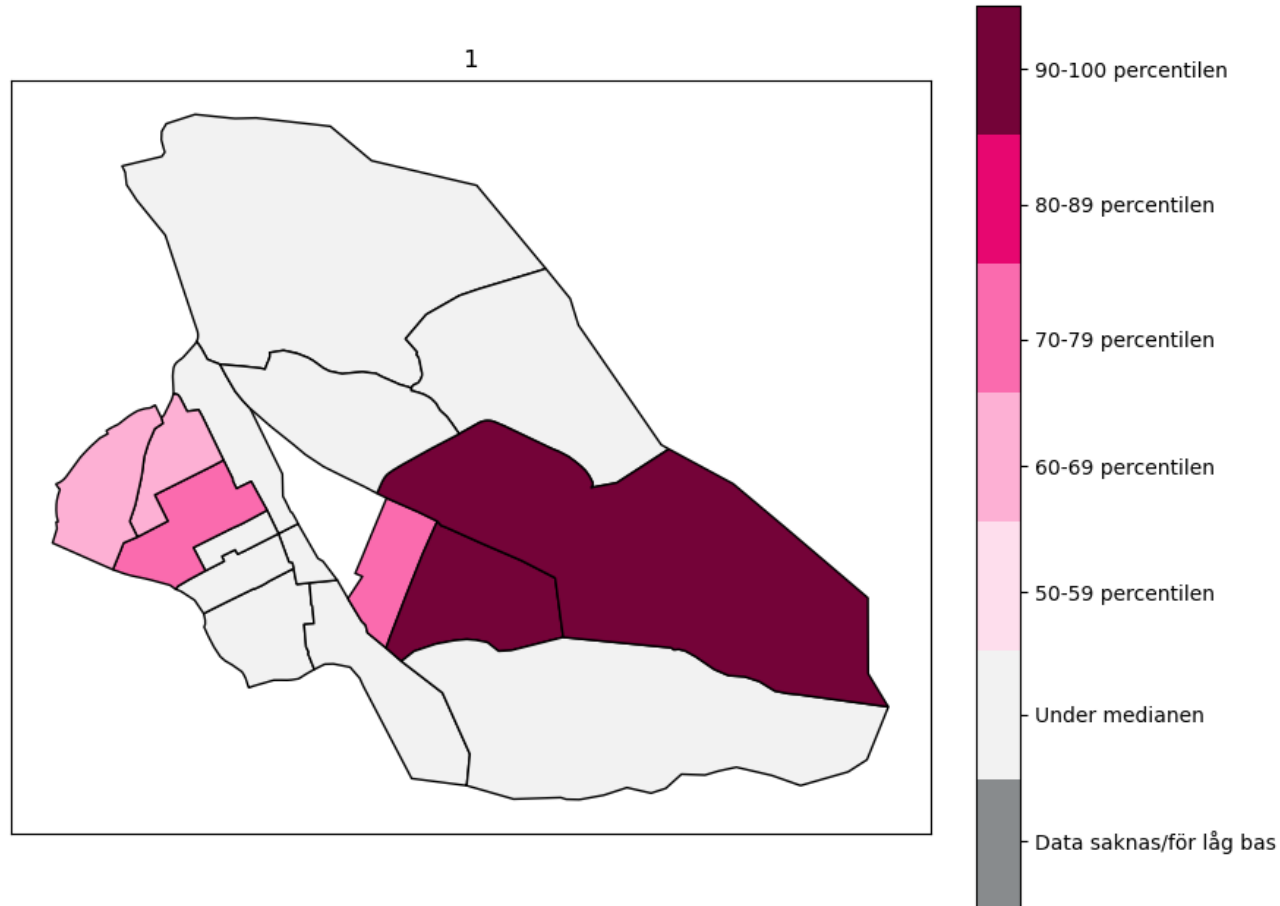 1
90-100 percentilen
80-89 percentilen
70-79 percentilen
60-69 percentilen
50-59 percentilen
Under medianen
Data saknas/för låg bas